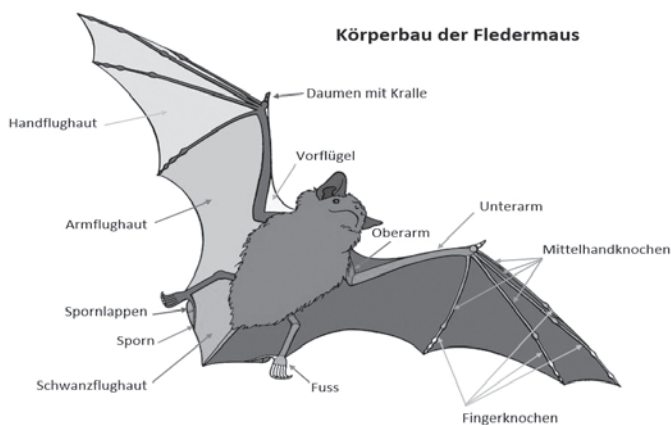 Körperbau der Fledermaus
Daumen mit Kralle
Handflughaut
Vorflügel
Armflughaut
Unterarm
Oberarm
Mittelhandknochen
Spornlappen
Sporn
Schwanzflughaut
Fuss
Fingerknochen